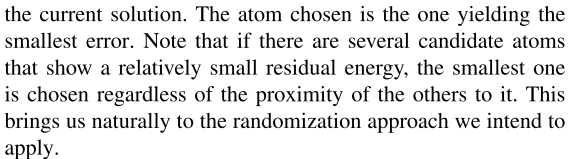 the current solution. The atom chosen is the one yielding the
smallest error. Note that if there are several candidate atoms
that show a relatively small residual energy, the smallest one
is chosen regardless of the proximity of the others to it. This
brings us naturally to the randomization approach we intend to
apply.